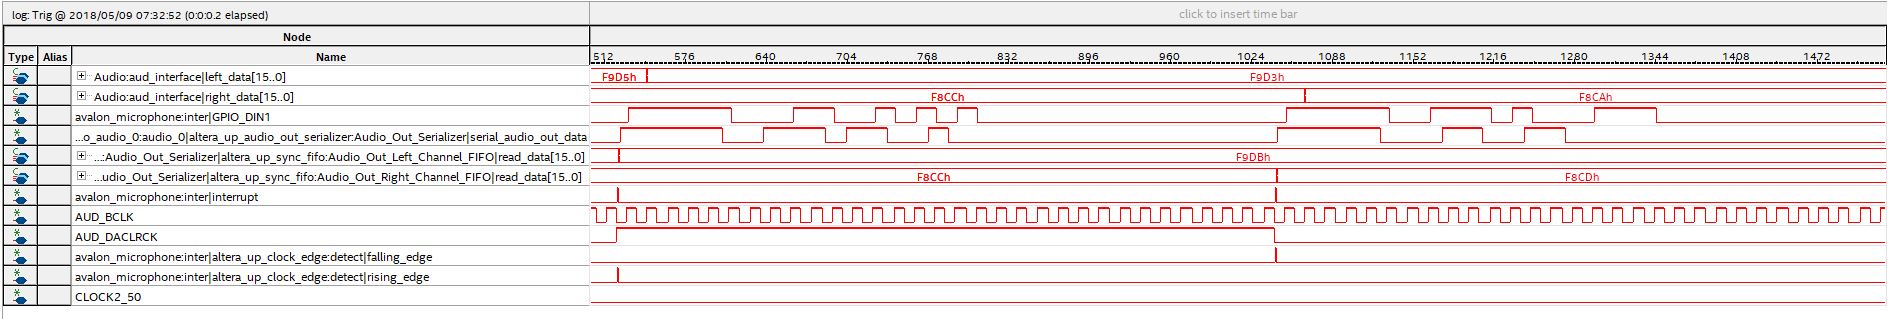 log: Trig @ 2018/05/09 07:32:52 (0:0:0.2 elapsed) click to insert time bar
Node
Type Alias Name 512 576 640 704 768 832 896 960 1024 1088 1152 1216 1280 1344 1408 1472
Audio:aud_interface|left_data[15..0] F9D5h F9D3h
Audio:aud_interface|right_data[15..0] F8CCh F8CAh
avalon_microphone:inter|GPIO_DIN1
...o_audio_0:audio_0|altera_up_audio_out_serializer:Audio_Out_Serializer|serial_audio_out_data
...:Audio_Out_Serializer|altera_up_sync_fifo:Audio_Out_Left_Channel_FIFO|read_data[15..0] F9DBh
...udio_Out_Serializer|altera_up_sync_fifo:Audio_Out_Right_Channel_FIFO|read_data[15..0] F8CCh F8CDh
avalon_microphone:inter|interrupt
AUD_BCLK
AUD_DACLRCK
avalon_microphone:inter|altera_up_clock_edge:detect|falling_edge
avalon_microphone:inter|altera_up_clock_edge:detect|rising_edge
CLOCK2_50